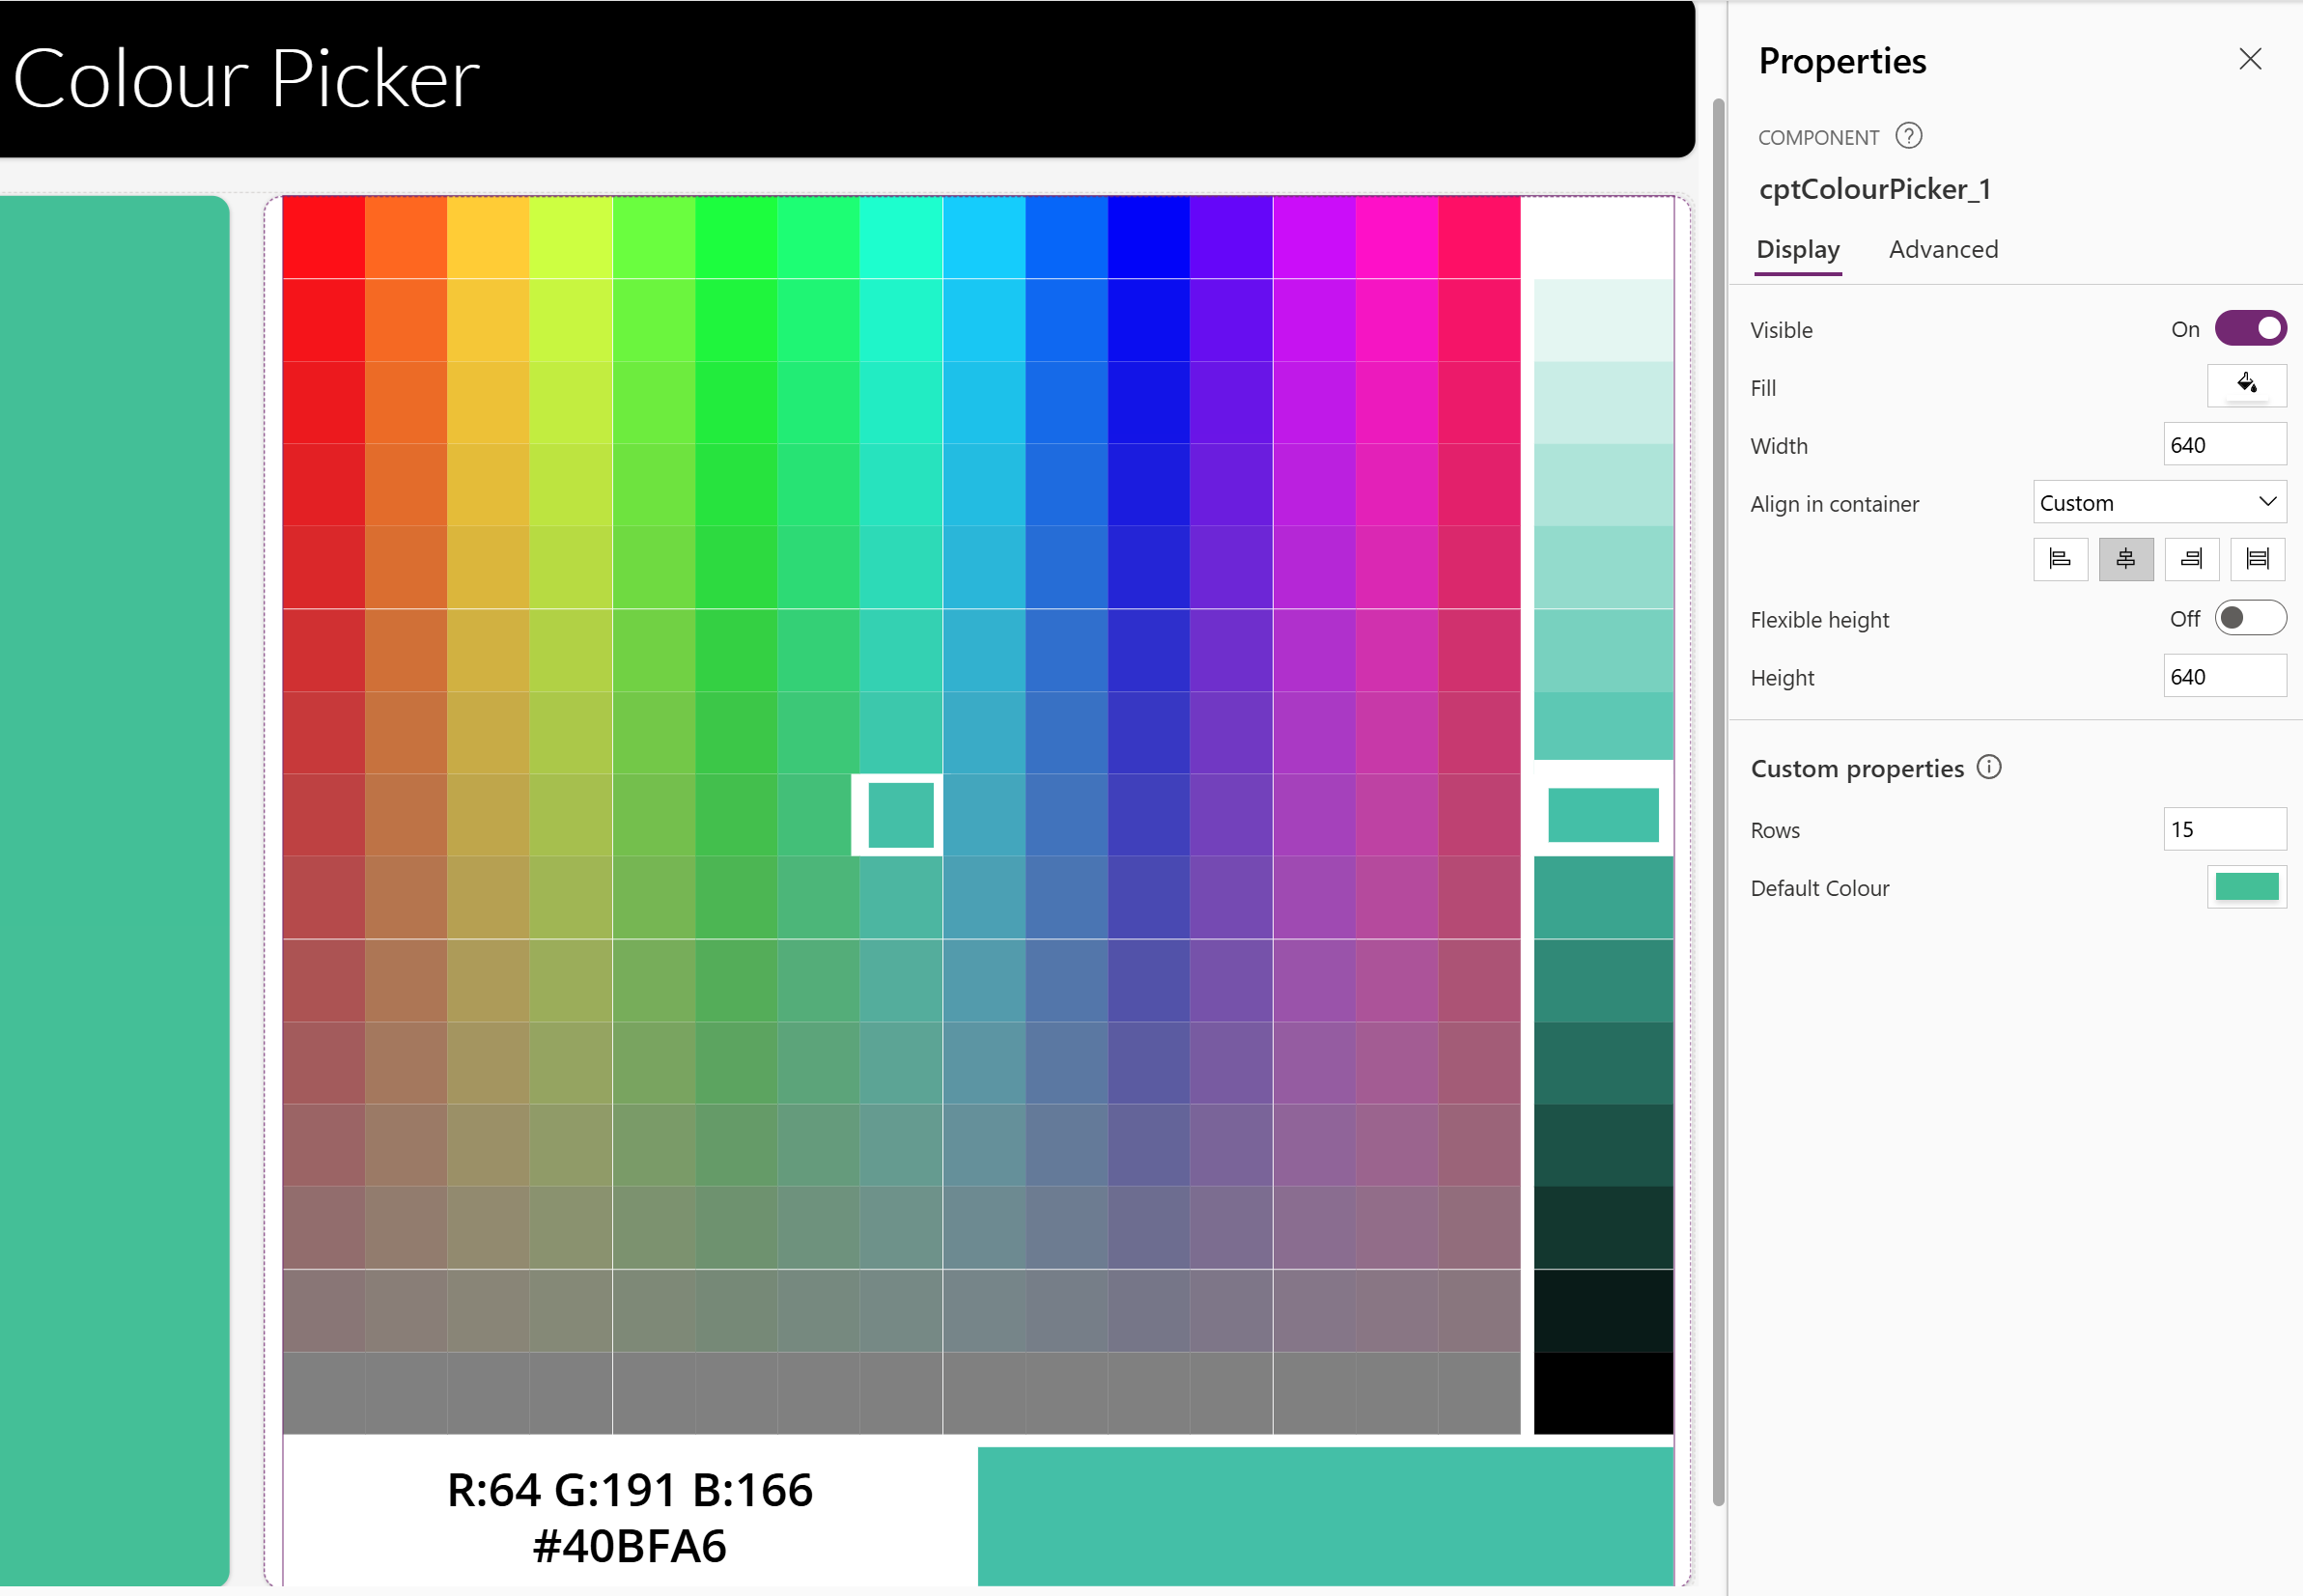 Colour Picker
Properties
COMPONENT
cptColourPicker_1
Display Advanced
Visible On
Fill
Width 640
Align in container Custom
Flexible height Off
Height 640
Custom properties
Rows 15
Default Colour
R:64 G:191 B:166
#40BFA6